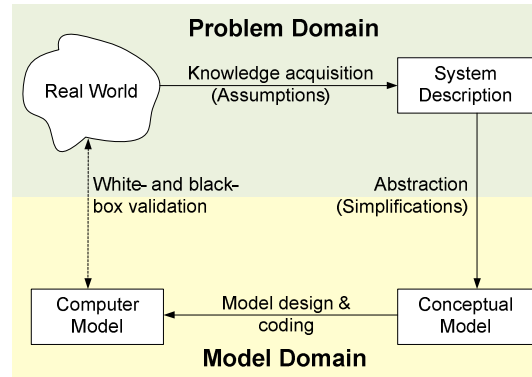 Problem Domain
Real World
Knowledge acquisition
(Assumptions)
System
Description
White- and black-
box validation
Abstraction
(Simplifications)
Computer
Model
Model design &
coding
Conceptual
Model
Model Domain